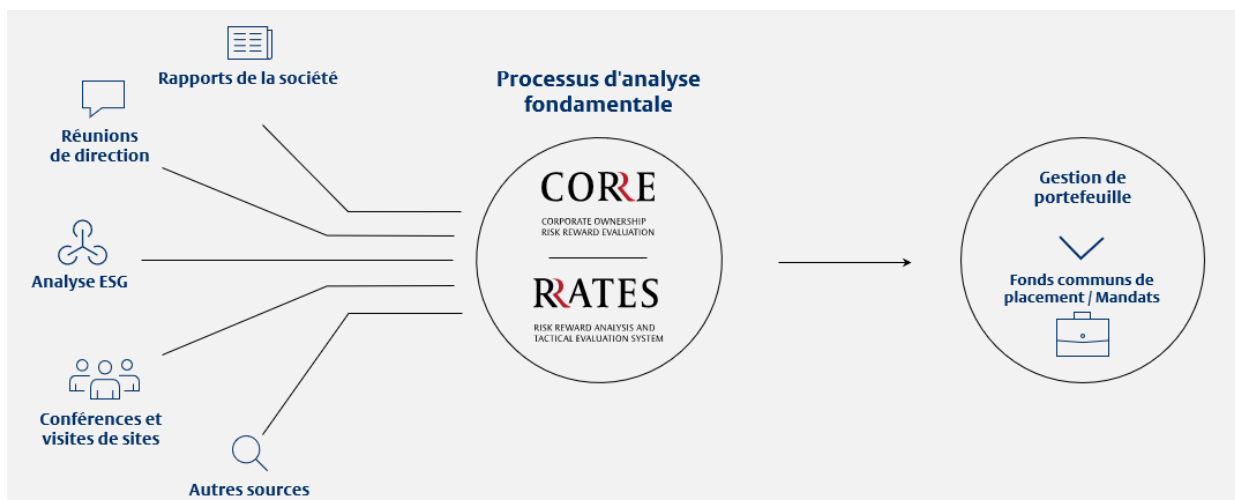 Rapports de la société
Réunions
de direction
Analyse ESG
Conférences et
visites de sites
Autres sources
Processus d'analyse
fondamentale
CORRE
CORPORATE OWNERSHIP
RISK REWARD EVALUATION
RRATES
RISK REWARD ANALYSIS AND
TACTICAL EVALUATION SYSTEM
Gestion de
portefeuille
Fonds communs de
placement / Mandats